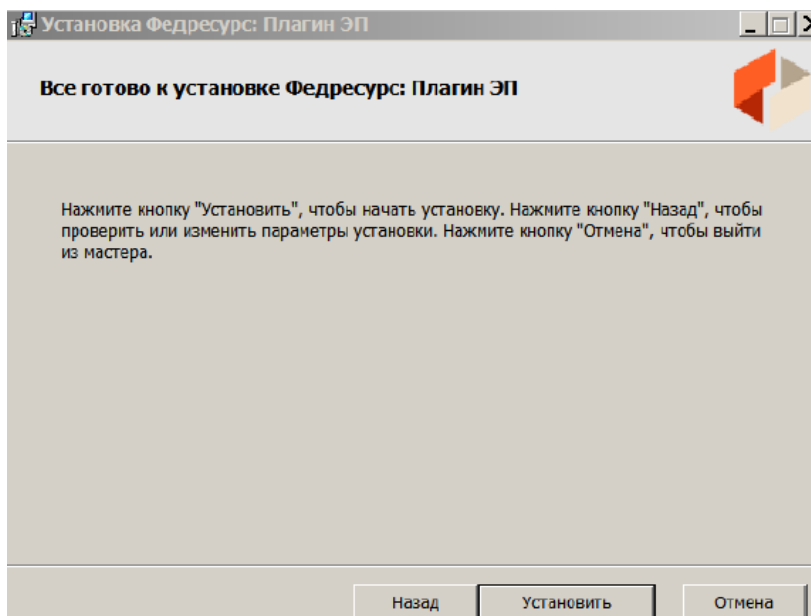 Установка Федресурс: Плагин ЭП
Все готово к установке Федресурс: Плагин ЭП
Нажмите кнопку "Установить", чтобы начать установку. Нажмите кнопку "Назад", чтобы
проверить или изменить параметры установки. Нажмите кнопку "Отмена", чтобы выйти
из мастера.
Назад Установить Отмена